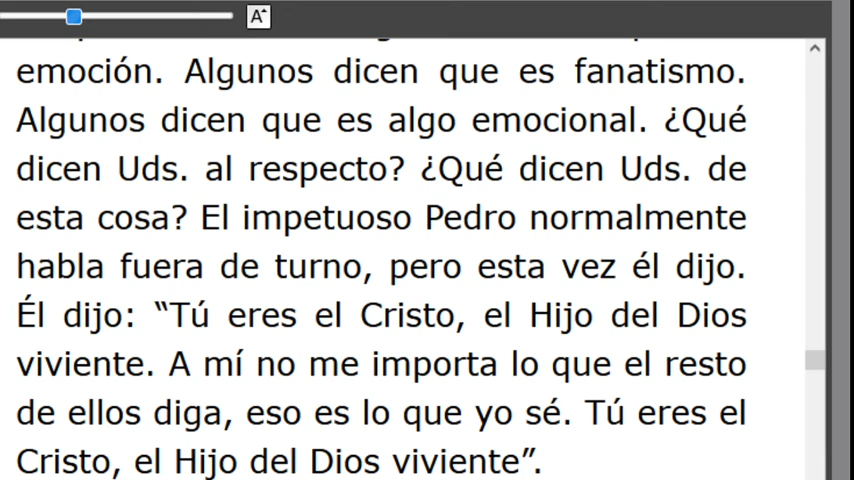 A
emoción. Algunos dicen que es fanatismo.
Algunos dicen que es algo emocional. ¿Qué
dicen Uds. al respecto? ¿Qué dicen Uds. de
esta cosa? El impetuoso Pedro normalmente
habla fuera de turno, pero esta vez él dijo.
Él dijo: “Tú eres el Cristo, el Hijo del Dios
viviente. A mí no me importa lo que el resto
de ellos diga, eso es lo que yo sé. Tú eres el
Cristo, el Hijo del Dios viviente”.